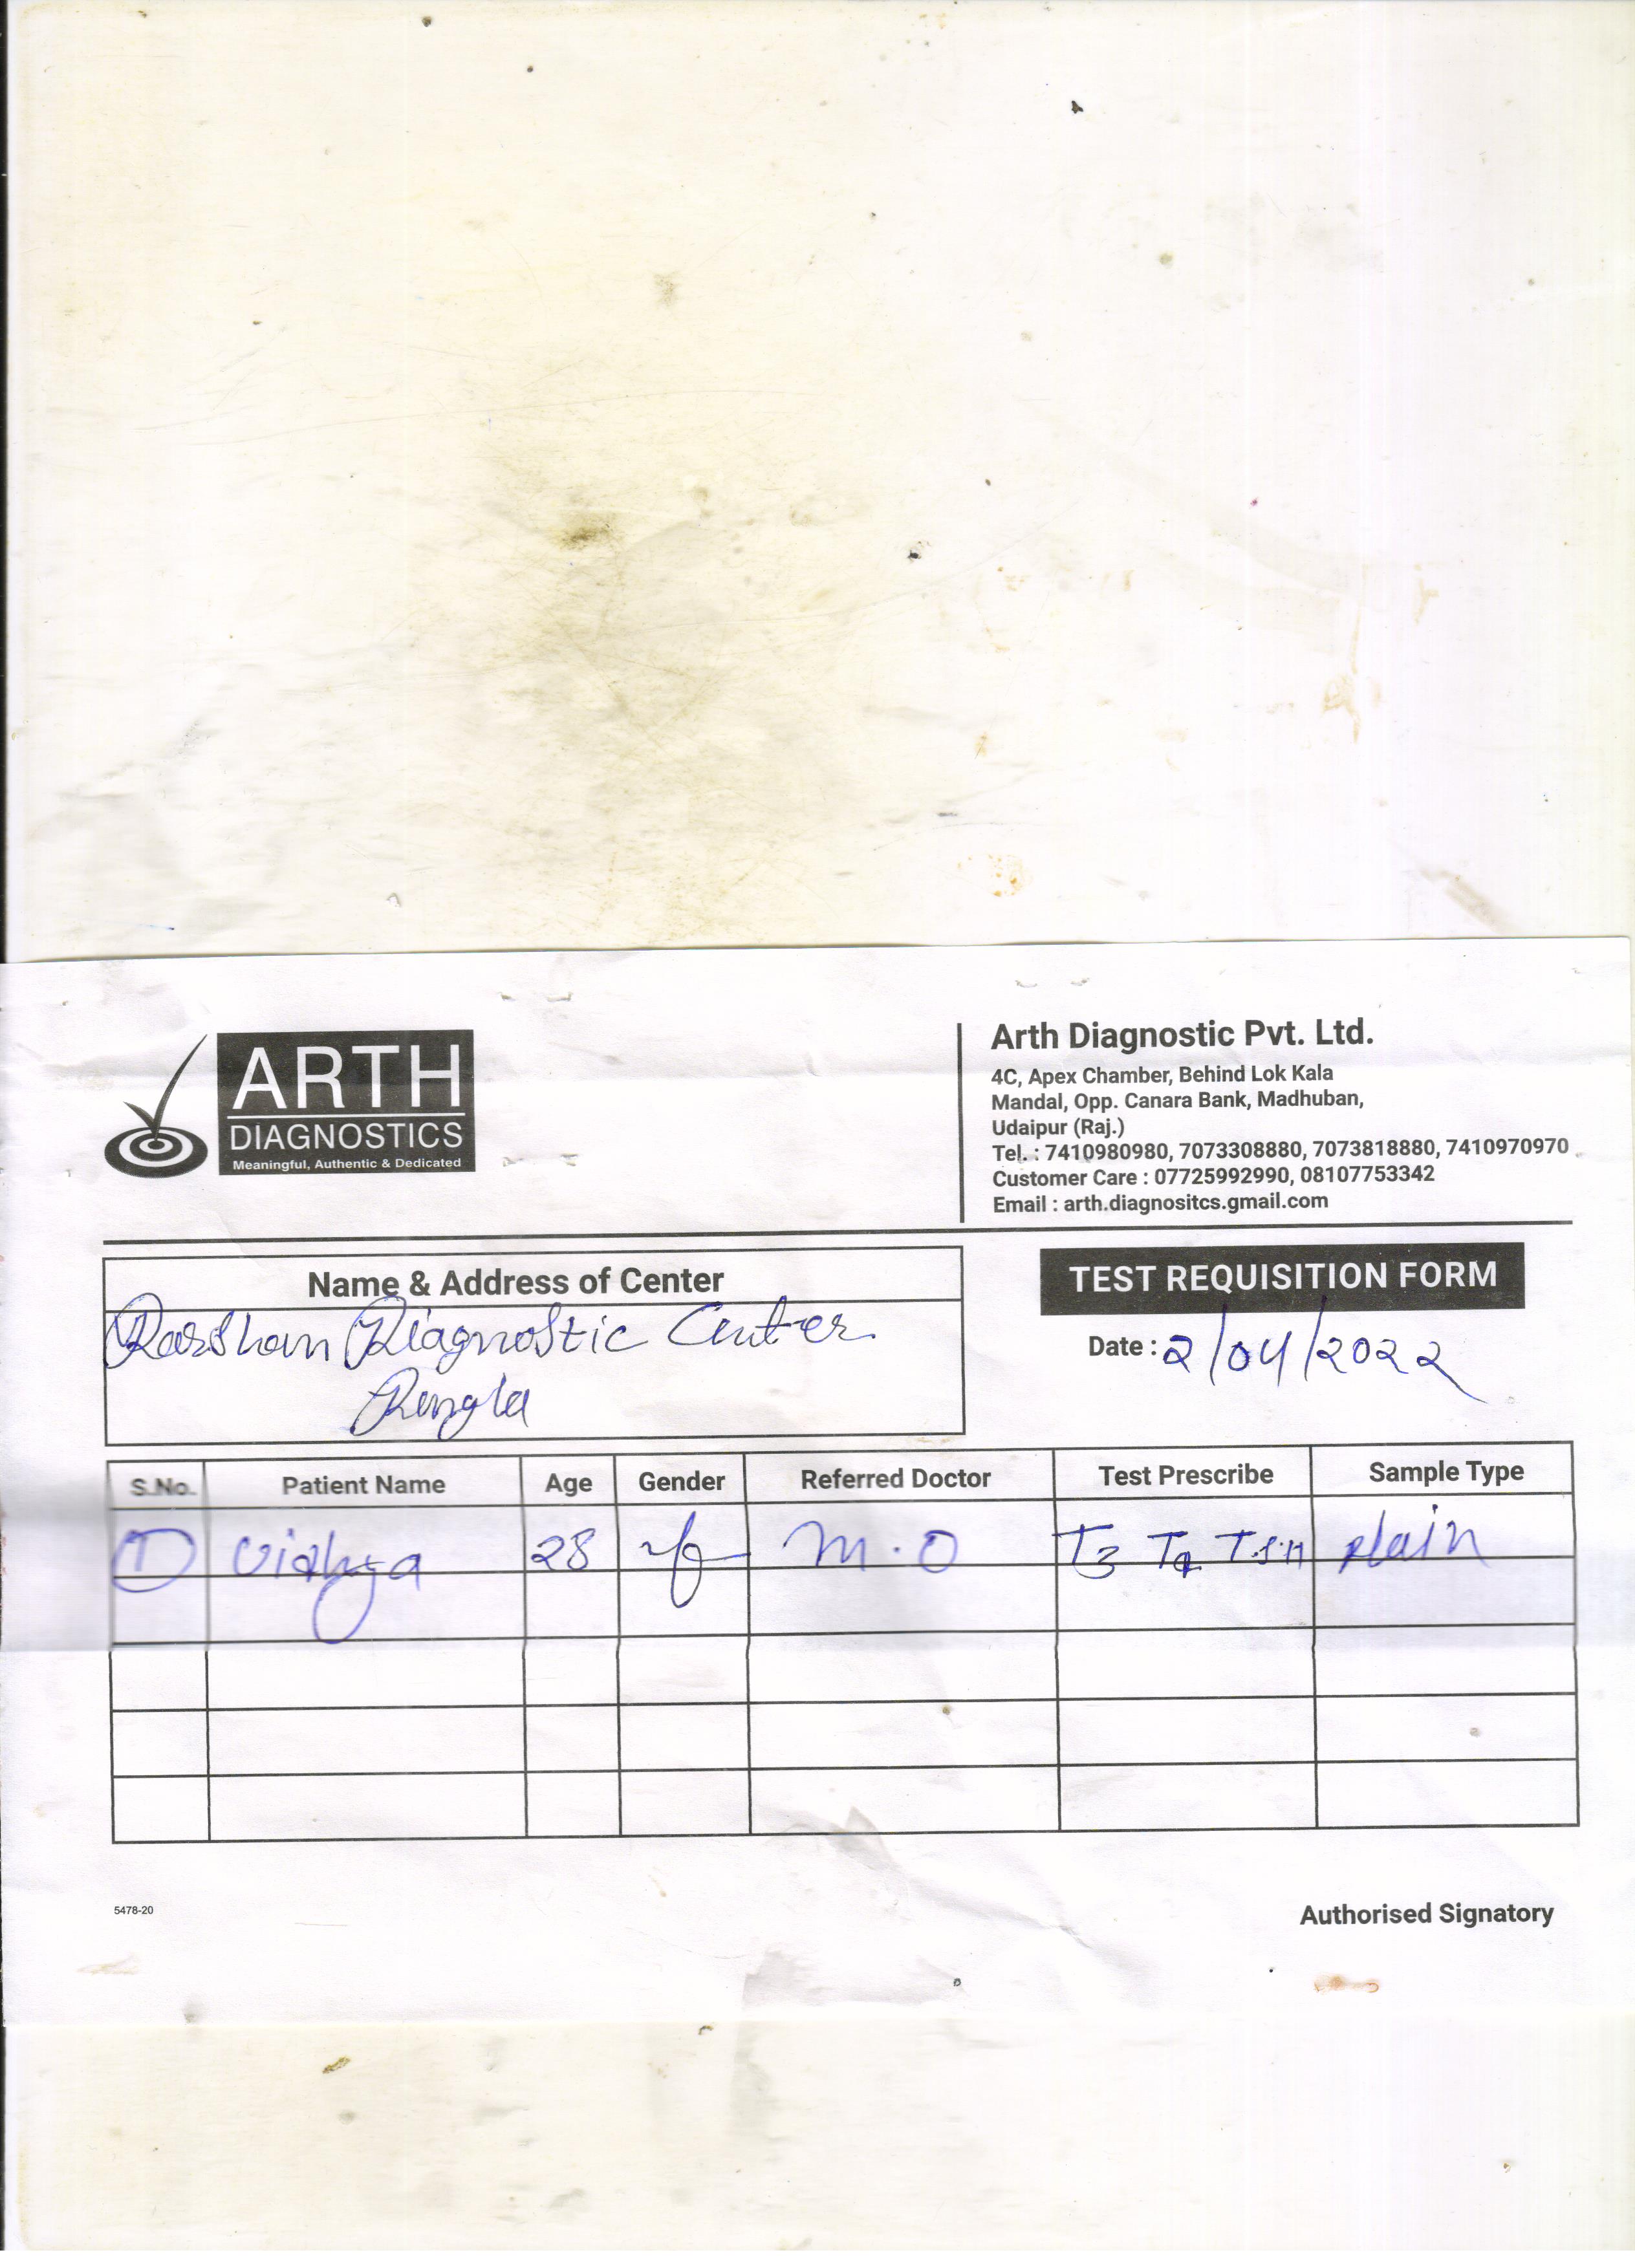 ARTH
DIAGNOSTICS
Meaningful, Authentic & Dedicated
Arth Diagnostic Pvt. Ltd.
4C, Apex Chamber, Behind Lok Kala
Mandal, Opp. Canara Bank, Madhuban,
Udaipur (Raj.)
Tel. : 7410980980, 7073308880, 7073818880, 7410970970
Customer Care : 07725992990, 08107753342
Email : arth.diagnositcs.gmail.com
Name & Address of Center
Darshan Diagnostic Center
TEST REQUISITION FORM
Date : 2/04/2022
S.No. Patient Name Age Gender Referred Doctor Test Prescribe Sample Type
1 Vidhya 28 M.O T3 T4 T.S.H plain
5478-20
Authorised Signatory